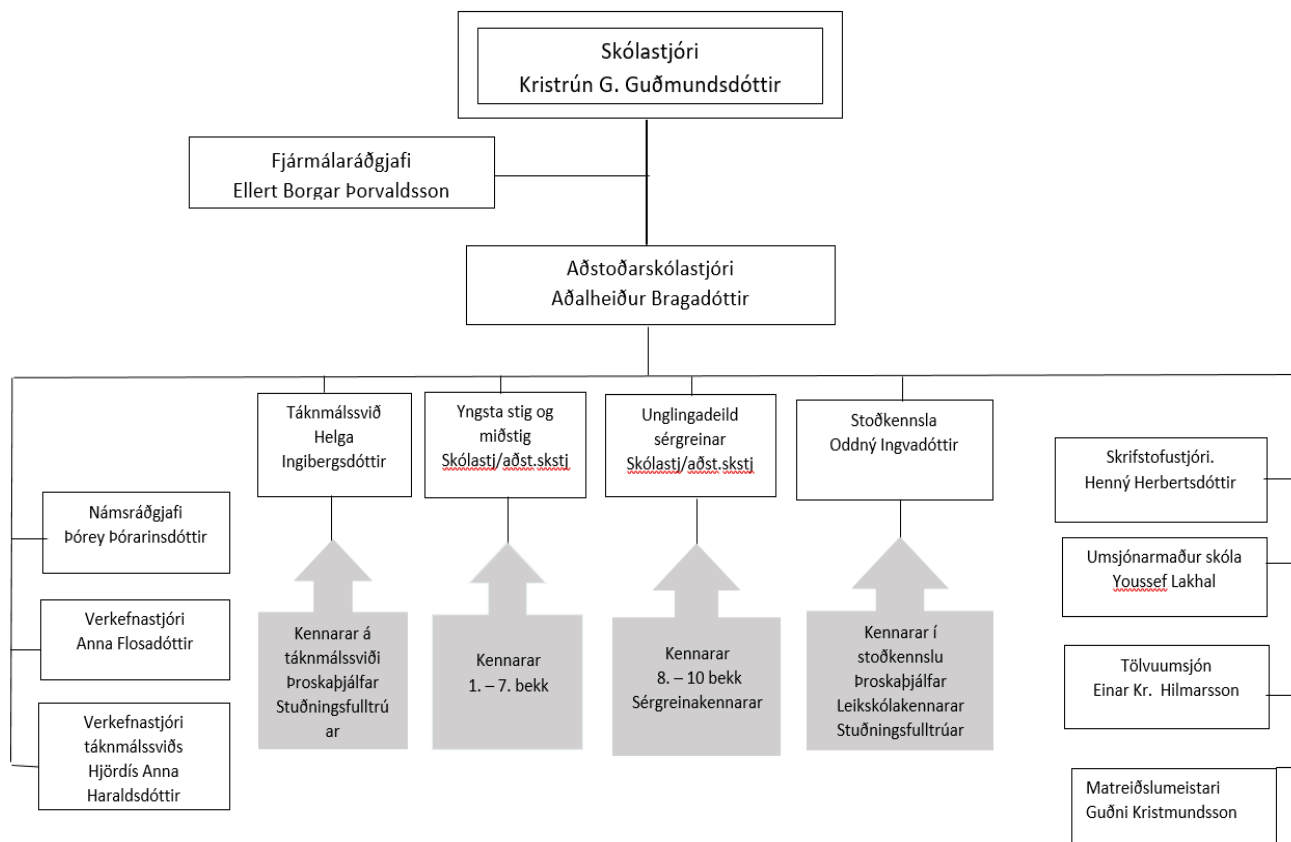 Skólastjóri
Kristrún G. Guðmundsdóttir
Fjármálaráðgjafi
Ellert Borgar Þorvaldsson
Aðstoðarskólastjóri
Aðalheiður Bragadóttir
Táknmálssvið
Helga
Ingibergsdóttir
Yngsta stig og
miðstig
Skólastj/aðst.skstj
Unglingadeild
sérgreinar
Skólastj/aðst.skstj
Stoðkennsla
Oddný Ingvadóttir
Námsráðgjafi
Þórey Þórarinsdóttir
Verkefnastjóri
Anna Flosadóttir
Verkefnastjóri
táknmálssviðs
Hjördís Anna
Haraldsdóttir
Kennarar á
táknmálssviði
Þroskaþjálfar
Stuðningsfulltrú
ar
Kennarar
1. – 7. bekk
Kennarar
8. – 10 bekk
Sérgreinakennarar
Kennarar í
stoðkennslu
Þroskaþjálfar
Leikskólakennarar
Stuðningsfulltrúar
Skrifstofustjóri.
Henný Herbertsdóttir
Umsjónarmaður skóla
Youssef Lakhal
Tölvuumsjón
Einar Kr. Hilmarsson
Matreiðslumeistari
Guðni Kristmundsson